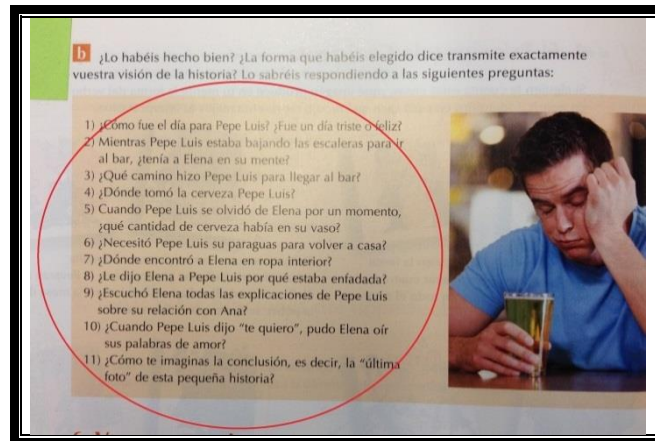 b ¿Lo habéis hecho bien? ¿La forma que habéis elegido dice transmite exactamente
vuestra visión de la historia? Lo sabréis respondiendo a las siguientes preguntas:
1) ¿Cómo fue el día para Pepe Luis? ¿Fue un día triste o feliz?
2) Mientras Pepe Luis estaba bajando las escaleras para ir
al bar, ¿tenía a Elena en su mente?
3) ¿Qué camino hizo Pepe Luis para llegar al bar?
4) ¿Dónde tomó la cerveza Pepe Luis?
5) Cuando Pepe Luis se olvidó de Elena por un momento,
¿qué cantidad de cerveza había en su vaso?
6) ¿Necesitó Pepe Luis su paraguas para volver a casa?
7) ¿Dónde encontró a Elena en ropa interior?
8) ¿Le dijo Elena a Pepe Luis por qué estaba enfadada?
9) ¿Escuchó Elena todas las explicaciones de Pepe Luis
sobre su relación con Ana?
10) ¿Cuando Pepe Luis dijo “te quiero”, pudo Elena oír
sus palabras de amor?
11) ¿Cómo te imaginas la conclusión, es decir, la “última
foto” de esta pequeña historia?